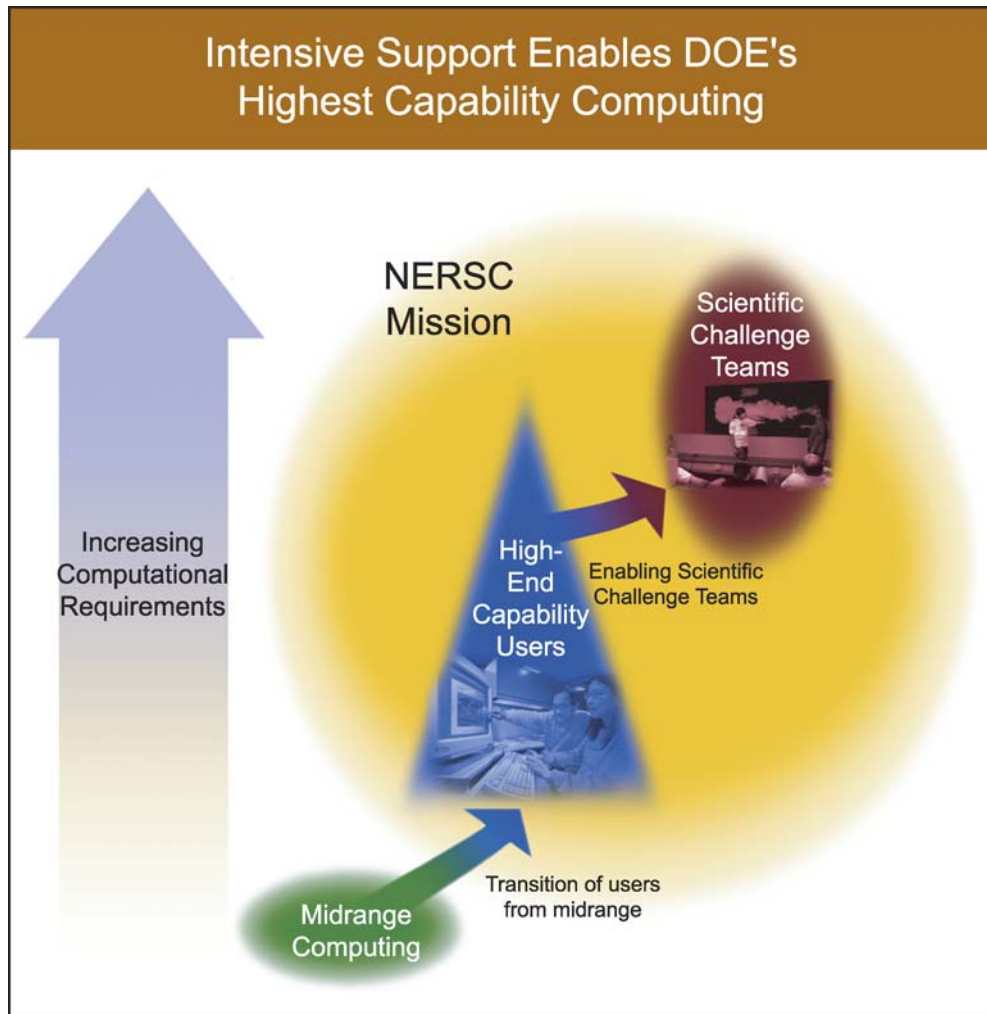 Intensive Support Enables DOE's
Highest Capability Computing
NERSC
Mission
Scientific
Challenge
Teams
Increasing
Computational
Requirements
High-
End
Capability
Users
Enabling Scientific
Challenge Teams
Transition of users
from midrange
Midrange
Computing